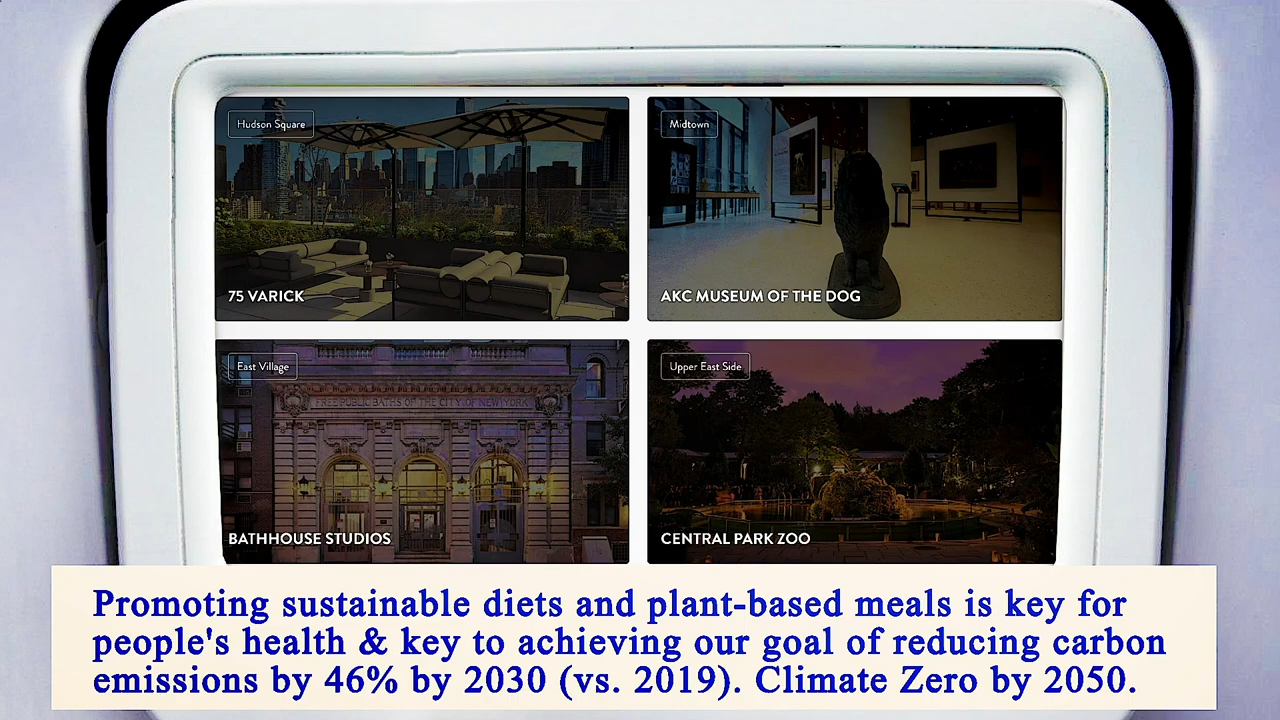 Hudson Square
75 VARICK
Midtown
AKC MUSEUM OF THE DOG
East Village
FREE PUBLIC BATHS OF THE CITY OF NEW YORK
BATHHOUSE STUDIOS
Upper East Side
CENTRAL PARK ZOO
Promoting sustainable diets and plant-based meals is key for
people's health & key to achieving our goal of reducing carbon
emissions by 46% by 2030 (vs. 2019). Climate Zero by 2050.